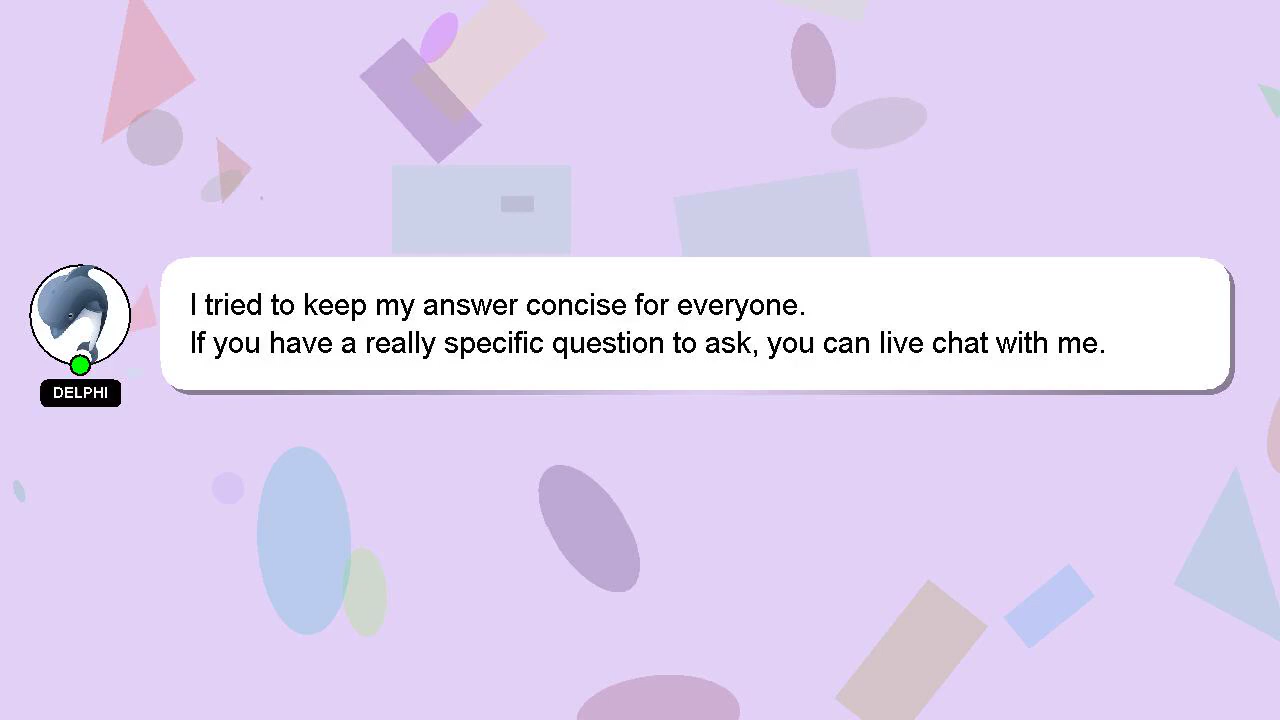 I tried to keep my answer concise for everyone.
If you have a really specific question to ask, you can live chat with me.
DELPHI